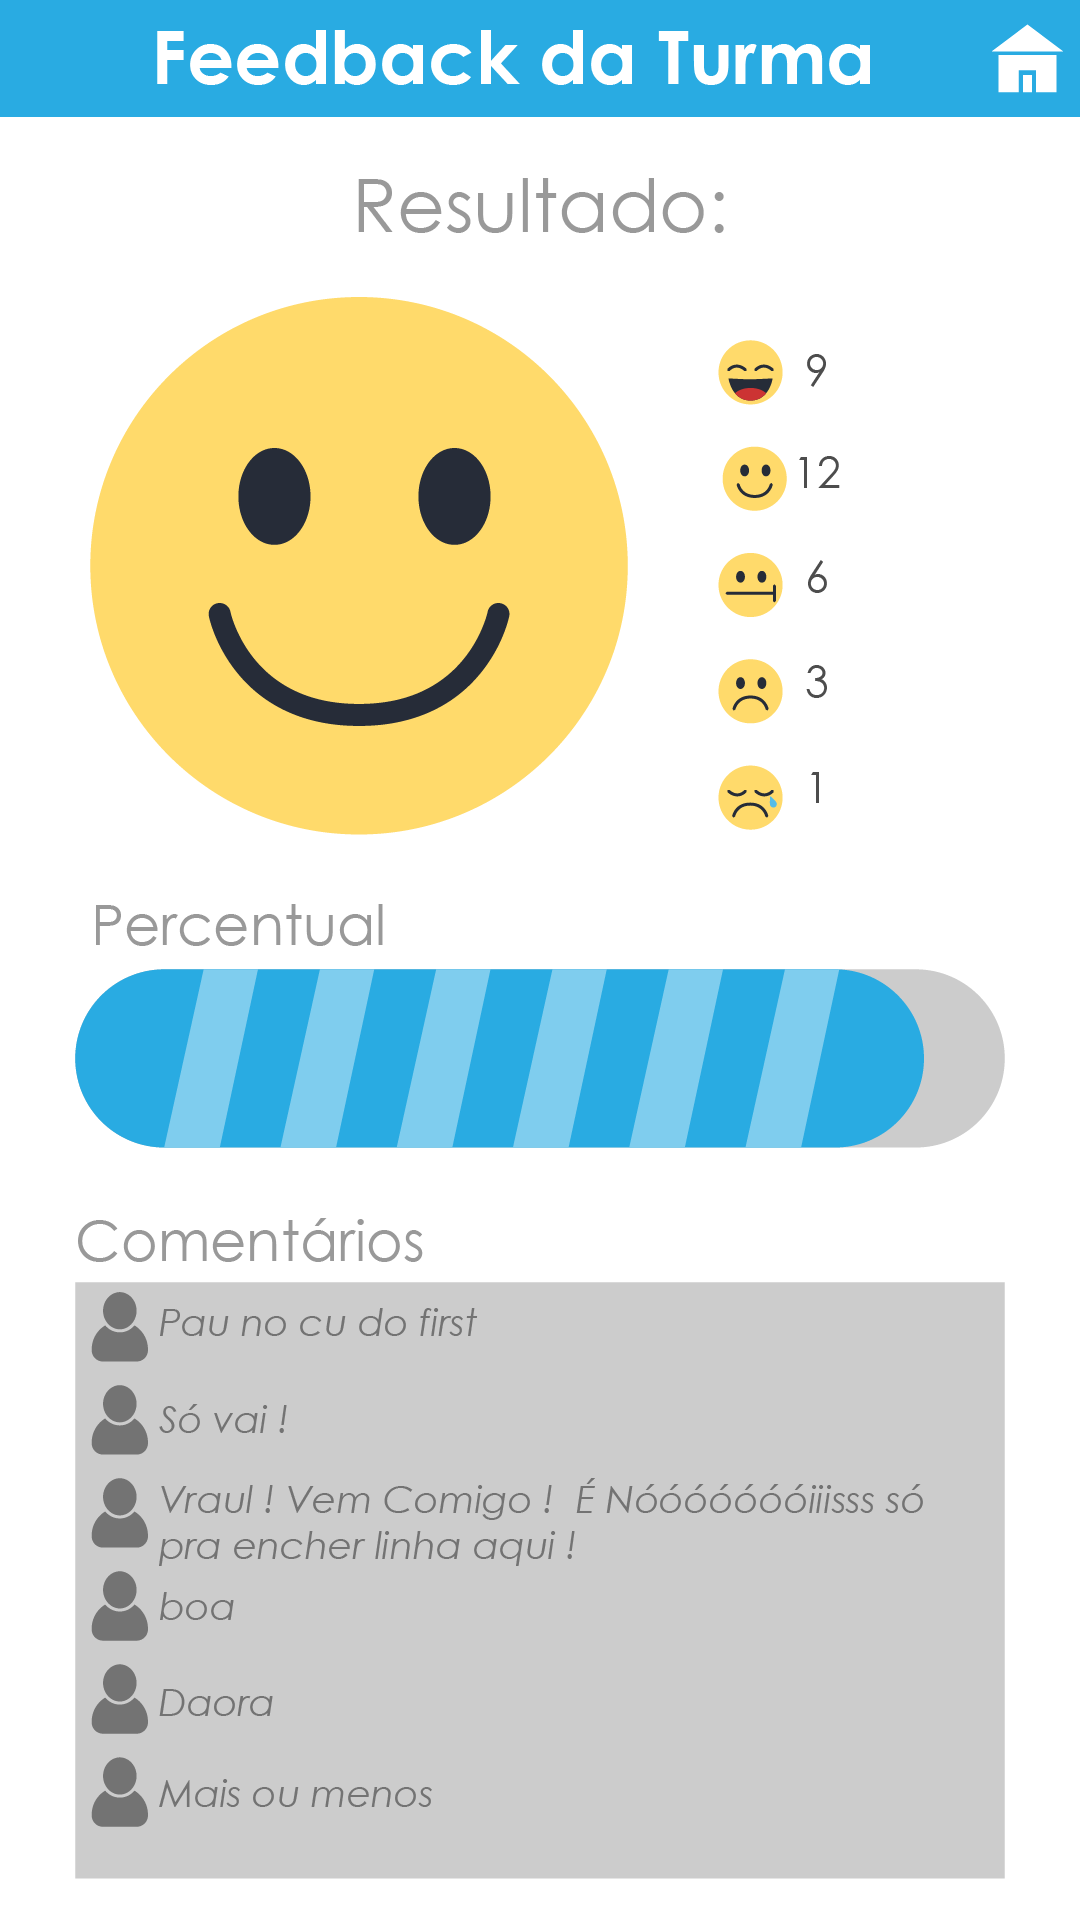 Feedback da Turma
Resultado:
9
12
6
3
1
Percentual
Comentários
Pau no cu do first
Só vai !
Vraul ! Vem Comigo !  É Nóóóóóóóiiisss só
pra encher linha aqui !
boa
Daora
Mais ou menos